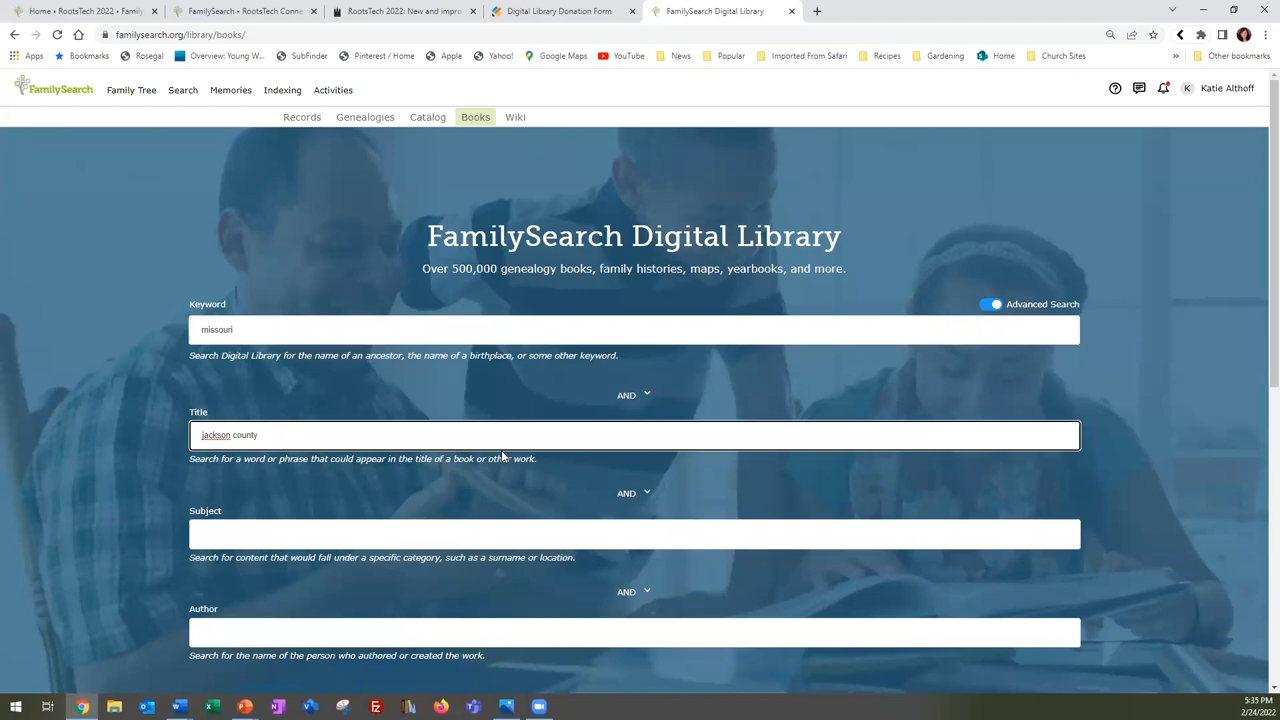 Home • RootsTech 2022 • Family
FamilySearch • RootsTech Conne
RootsTech 2022: New and impro
Digital Library Donation Form
FamilySearch Digital Library
familysearch.org/library/books/
Apps
Bookmarks
Rosegal
Overview: Young W...
SubFinder
Pinterest / Home
Apple
Yahoo!
Google Maps
YouTube
News
Popular
Imported From Safari
Recipes
Gardening
Home
Church Sites
Other bookmarks
FamilySearch
Family Tree
Search
Memories
Indexing
Activities
K
Katie Althoff
Records
Genealogies
Catalog
Books
Wiki
FamilySearch Digital Library
Over 500,000 genealogy books, family histories, maps, yearbooks, and more.
Keyword
Advanced Search
missouri
Search Digital Library for the name of an ancestor, the name of a birthplace, or some other keyword.
AND
Title
jackson county
Search for a word or phrase that could appear in the title of a book or other work.
AND
Subject
Search for content that would fall under a specific category, such as a surname or location.
AND
Author
Search for the name of the person who authored or created the work.
5:35 PM
2/24/2022